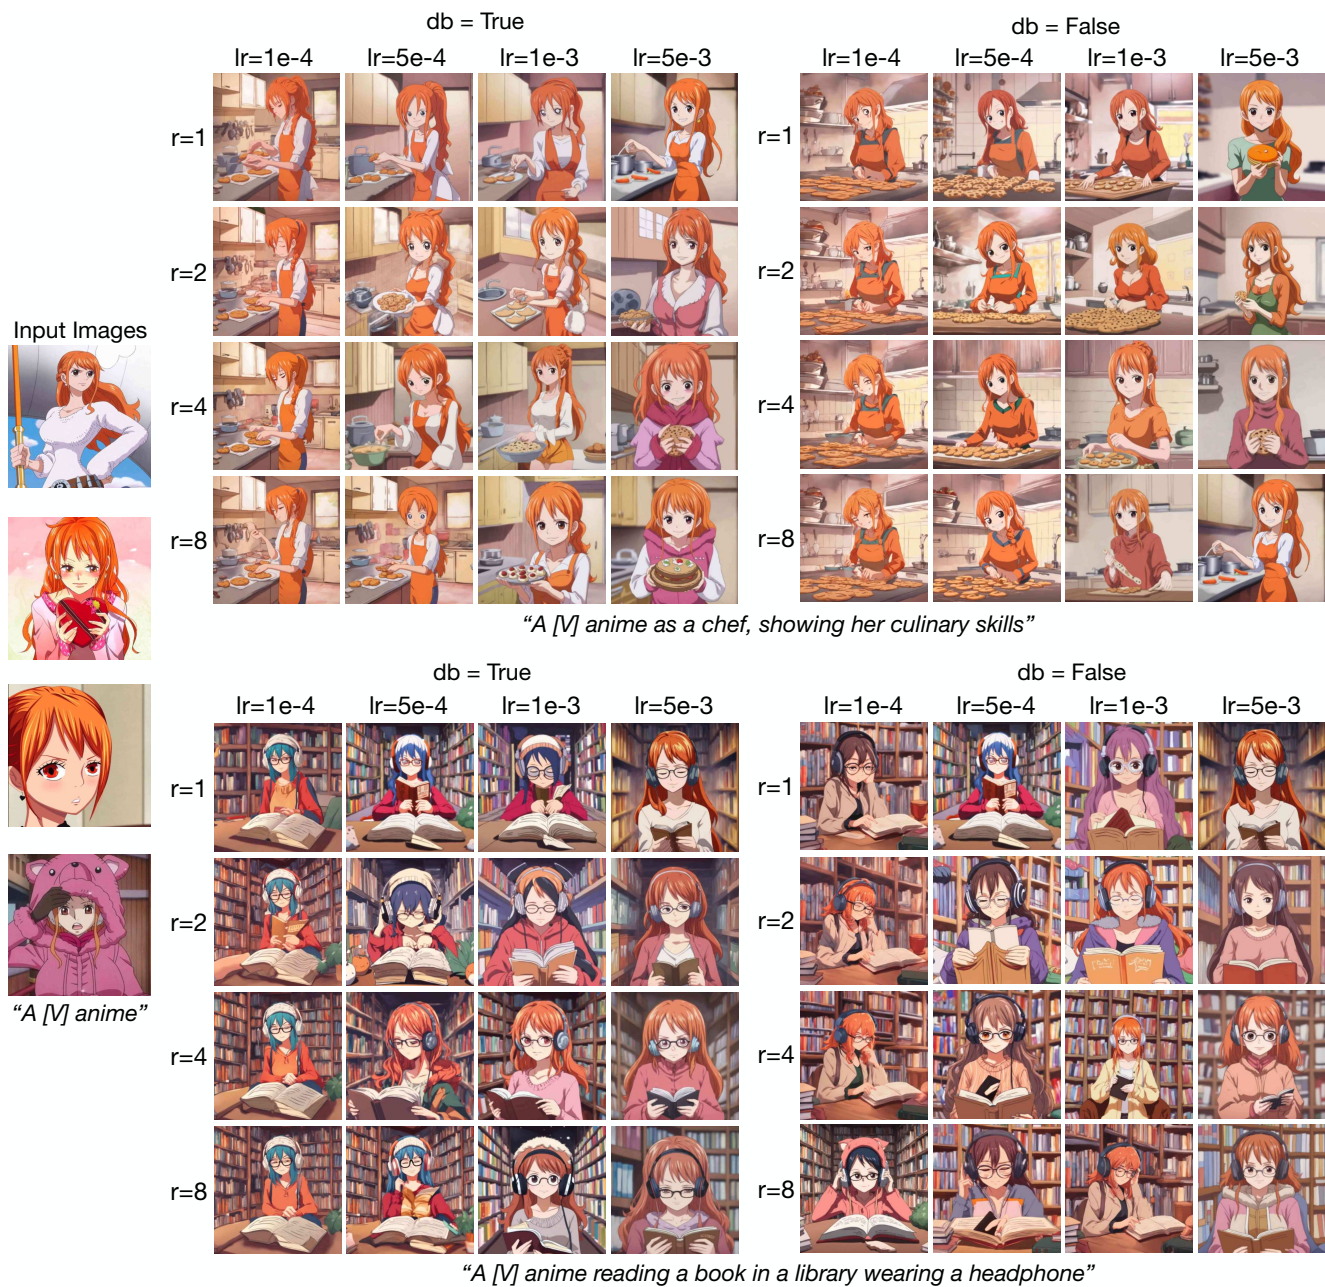 db = True
db = False
lr=1e-4 lr=5e-4 lr=1e-3 lr=5e-3
lr=1e-4 lr=5e-4 lr=1e-3 lr=5e-3
r=1
r=1
r=2
r=2
Input Images
r=4
r=4
r=8
r=8
“A [V] anime as a chef, showing her culinary skills”
db = True
db = False
lr=1e-4 lr=5e-4 lr=1e-3 lr=5e-3
lr=1e-4 lr=5e-4 lr=1e-3 lr=5e-3
r=1
r=1
r=2
r=2
“A [V] anime”
r=4
r=4
r=8
r=8
“A [V] anime reading a book in a library wearing a headphone”